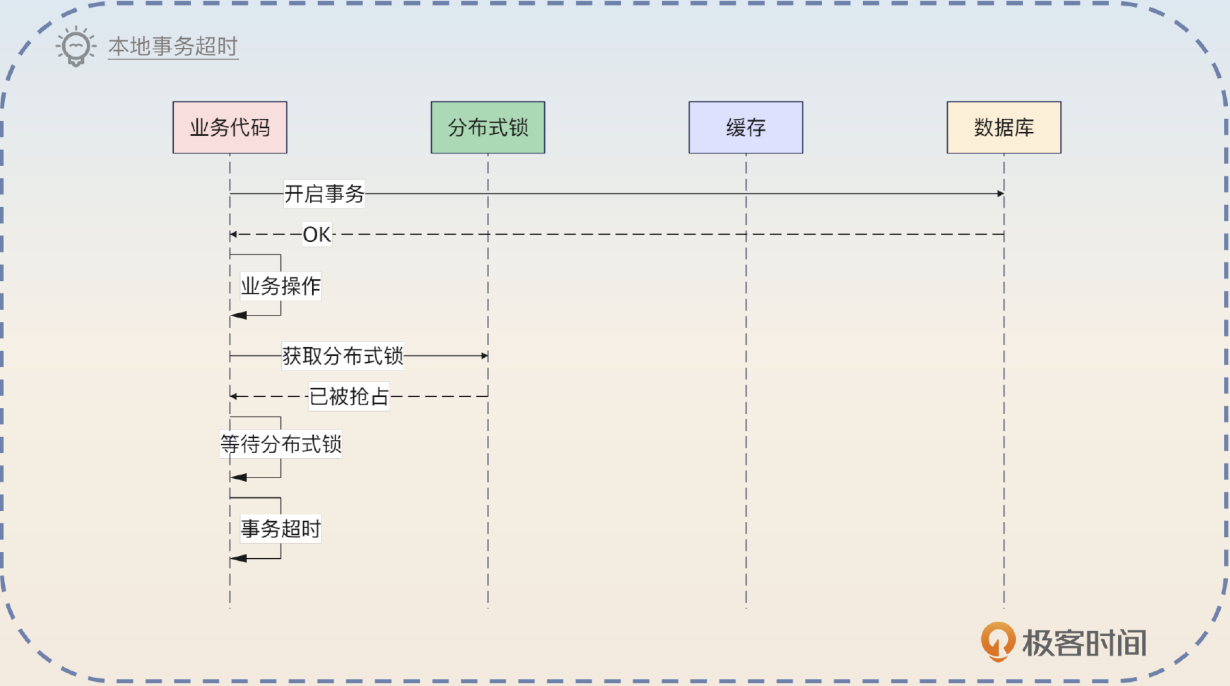 本地事务超时
业务代码
分布式锁
缓存
数据库
开启事务
OK
业务操作
获取分布式锁
已被抢占
等待分布式锁
事务超时
极客时间